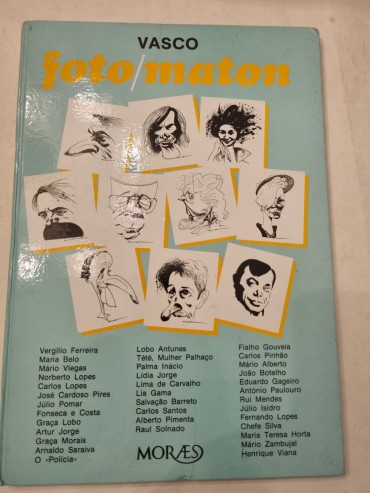 VASCO
foto/maton
Vergílio Ferreira
Maria Belo
Mário Viegas
Norberto Lopes
Carlos Lopes
José Cardoso Pires
Júlio Pomar
Fonseca e Costa
Graça Lobo
Artur Jorge
Graça Morais
Arnaldo Saraiva
O «Polícia»
Lobo Antunes
Tété, Mulher Palhaço
Palma Inácio
Lídia Jorge
Lima de Carvalho
Lia Gama
Salvação Barreto
Carlos Santos
Alberto Pimenta
Raul Solnado
Fialho Gouveia
Carlos Pinhão
Mário Alberto
João Botelho
Eduardo Gageiro
António Paulouro
Rui Mendes
Júlio Isidro
Fernando Lopes
Chefe Silva
Maria Teresa Horta
Mário Zambujal
Henrique Viana
MORÆS